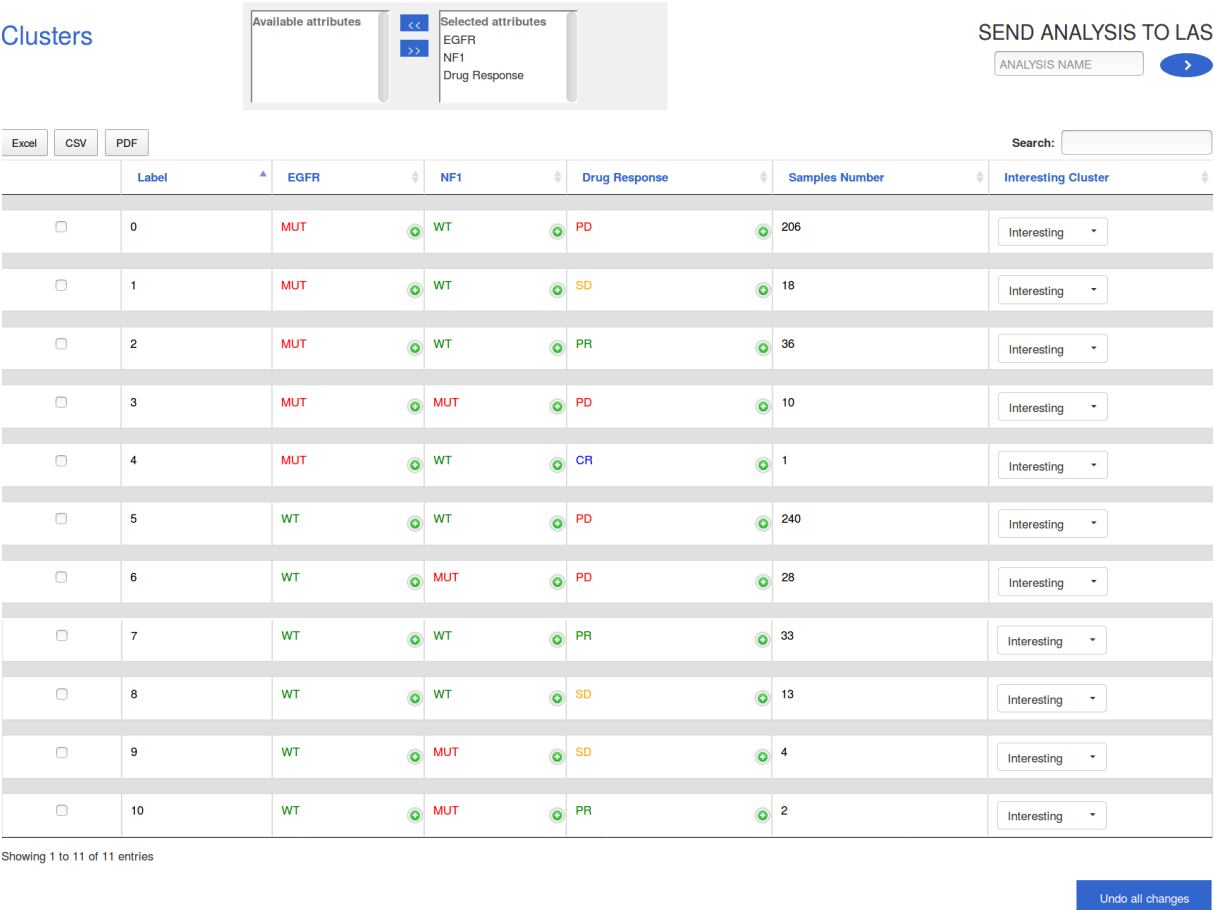 Clusters
Available attributes
<<
>>
Selected attributes
EGFR
NF1
Drug Response
SEND ANALYSIS TO LAS
ANALYSIS NAME
>
Excel CSV PDF
Search:
Label EGFR NF1 Drug Response Samples Number Interesting Cluster
0 MUT WT PD 206 Interesting
1 MUT WT SD 18 Interesting
2 MUT WT PR 36 Interesting
3 MUT MUT PD 10 Interesting
4 MUT WT CR 1 Interesting
5 WT WT PD 240 Interesting
6 WT MUT PD 28 Interesting
7 WT WT PR 33 Interesting
8 WT WT SD 13 Interesting
9 WT MUT SD 4 Interesting
10 WT MUT PR 2 Interesting
Showing 1 to 11 of 11 entries
Undo all changes